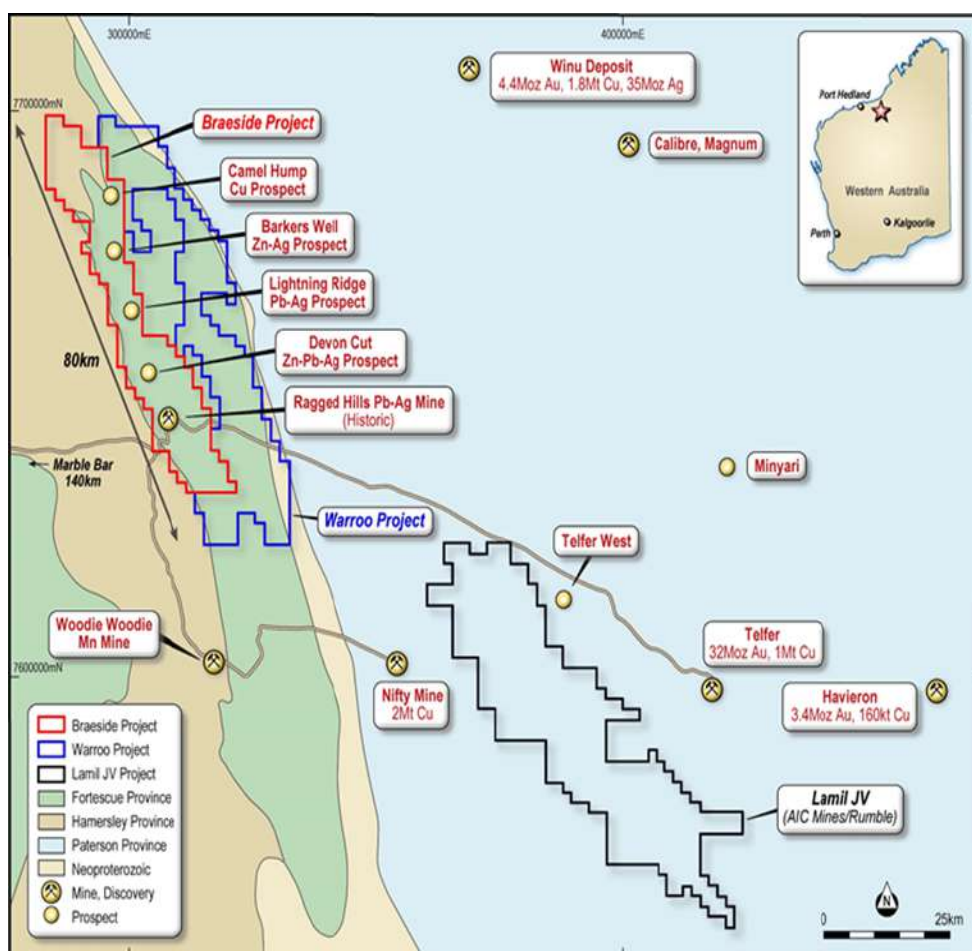 300000mE
400000mE
7700000mN
Winu Deposit
4.4Moz Au, 1.8Mt Cu, 35Moz Ag
Calibre, Magnum
Port Hedland
Western Australia
Kalgoorlie
Perth
Braeside Project
Camel Hump
Cu Prospect
Barkers Well
Zn-Ag Prospect
Lightning Ridge
Pb-Ag Prospect
Devon Cut
Zn-Pb-Ag Prospect
80km
Ragged Hills Pb-Ag Mine
(Historic)
Marble Bar
140km
Minyari
Warroo Project
Telfer West
Woodie Woodie
Mn Mine
Telfer
32Moz Au, 1Mt Cu
7600000mN
Nifty Mine
2Mt Cu
Havieron
3.4Moz Au, 160kt Cu
Braeside Project
Warroo Project
Lamil JV Project
Fortescue Province
Hamersley Province
Paterson Province
Neoproterozoic
Mine, Discovery
Prospect
Lamil JV
(AIC Mines/Rumble)
N
0
25km